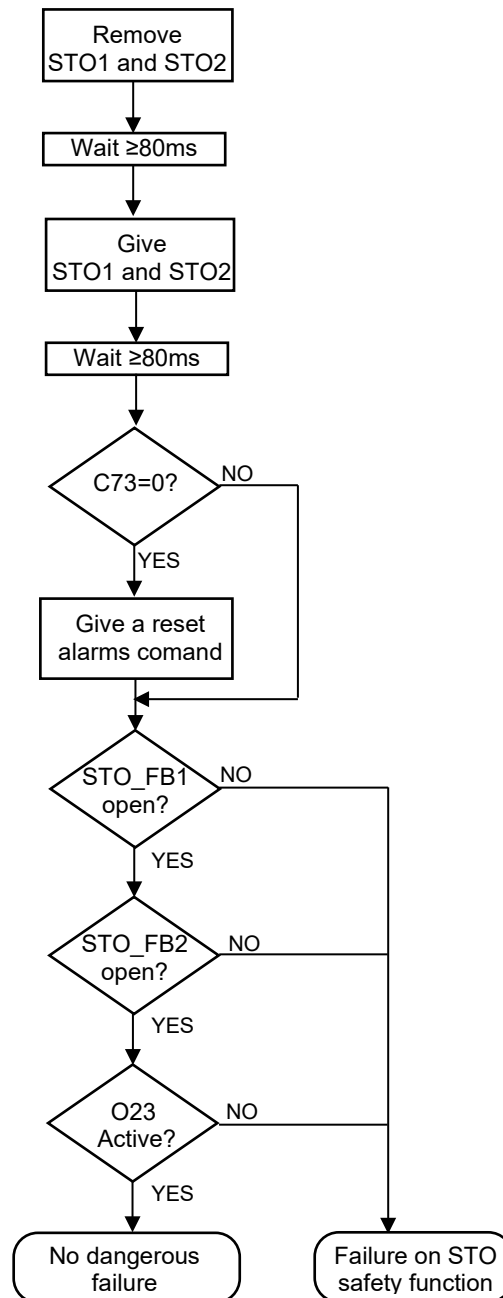 Remove
STO1 and STO2
Wait ≥80ms
Give
STO1 and STO2
Wait ≥80ms
C73=0?
NO
YES
Give a reset
alarms comand
STO_FB1
open?
NO
YES
STO_FB2
open?
NO
YES
O23
Active?
NO
YES
No dangerous
failure
Failure on STO
safety function